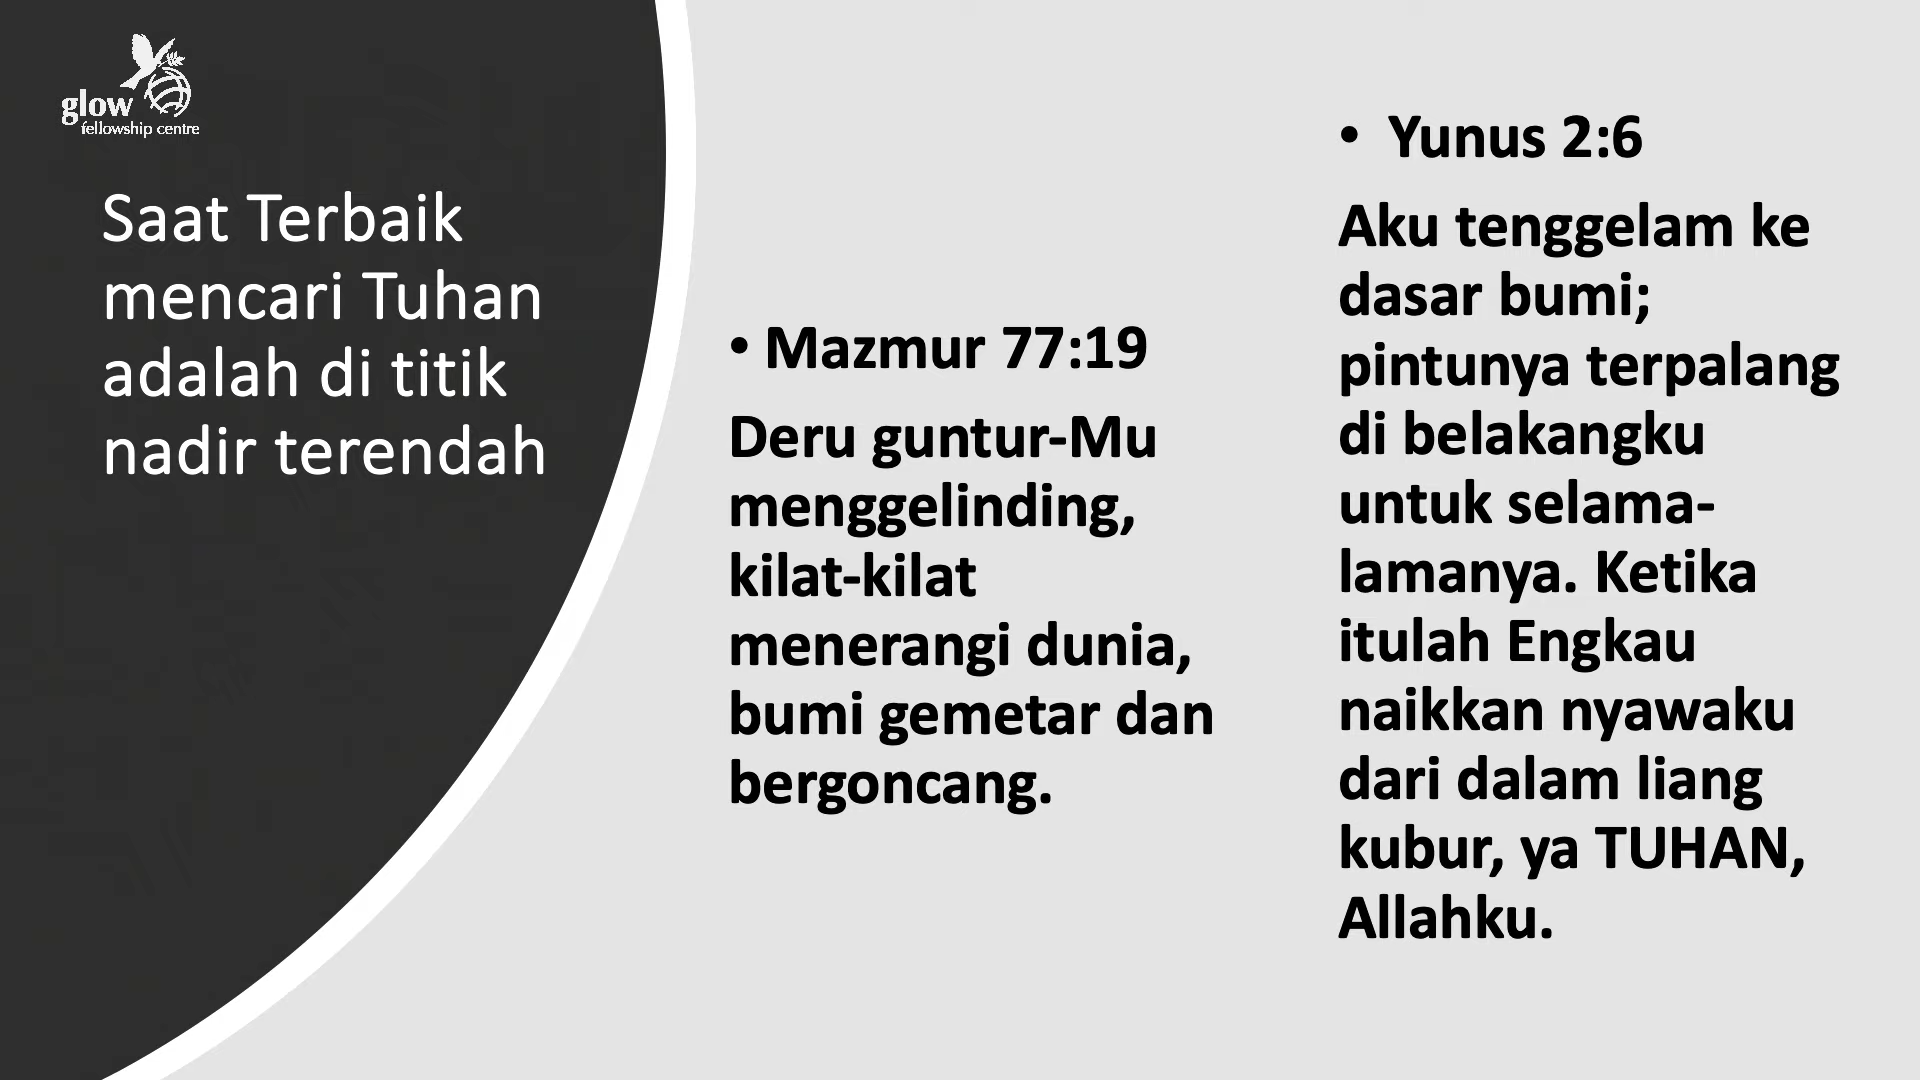 glow
fellowship centre
Saat Terbaik
mencari Tuhan
adalah di titik
nadir terendah
• Mazmur 77:19
Deru guntur-Mu
menggelinding,
kilat-kilat
menerangi dunia,
bumi gemetar dan
bergoncang.
• Yunus 2:6
Aku tenggelam ke
dasar bumi;
pintunya terpalang
di belakangku
untuk selama-
lamanya. Ketika
itulah Engkau
naikkan nyawaku
dari dalam liang
kubur, ya TUHAN,
Allahku.